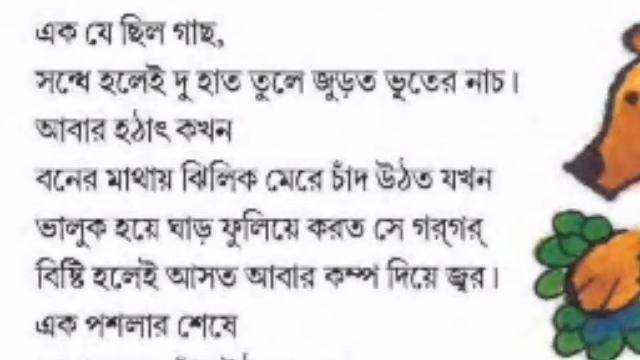 এক যে ছিল গাছ,
সন্ধে হলেই দু হাত তুলে জুড়ত ভূতের নাচ।
আবার হঠাৎ কখন
বনের মাথায় ঝিলিক মেরে চাঁদ উঠত যখন
ভালুক হয়ে ঘাড় ফুলিয়ে করত সে গর্‌গর্
বিষ্টি হলেই আসত আবার কম্প দিয়ে জ্বর।
এক পশলার শেষে